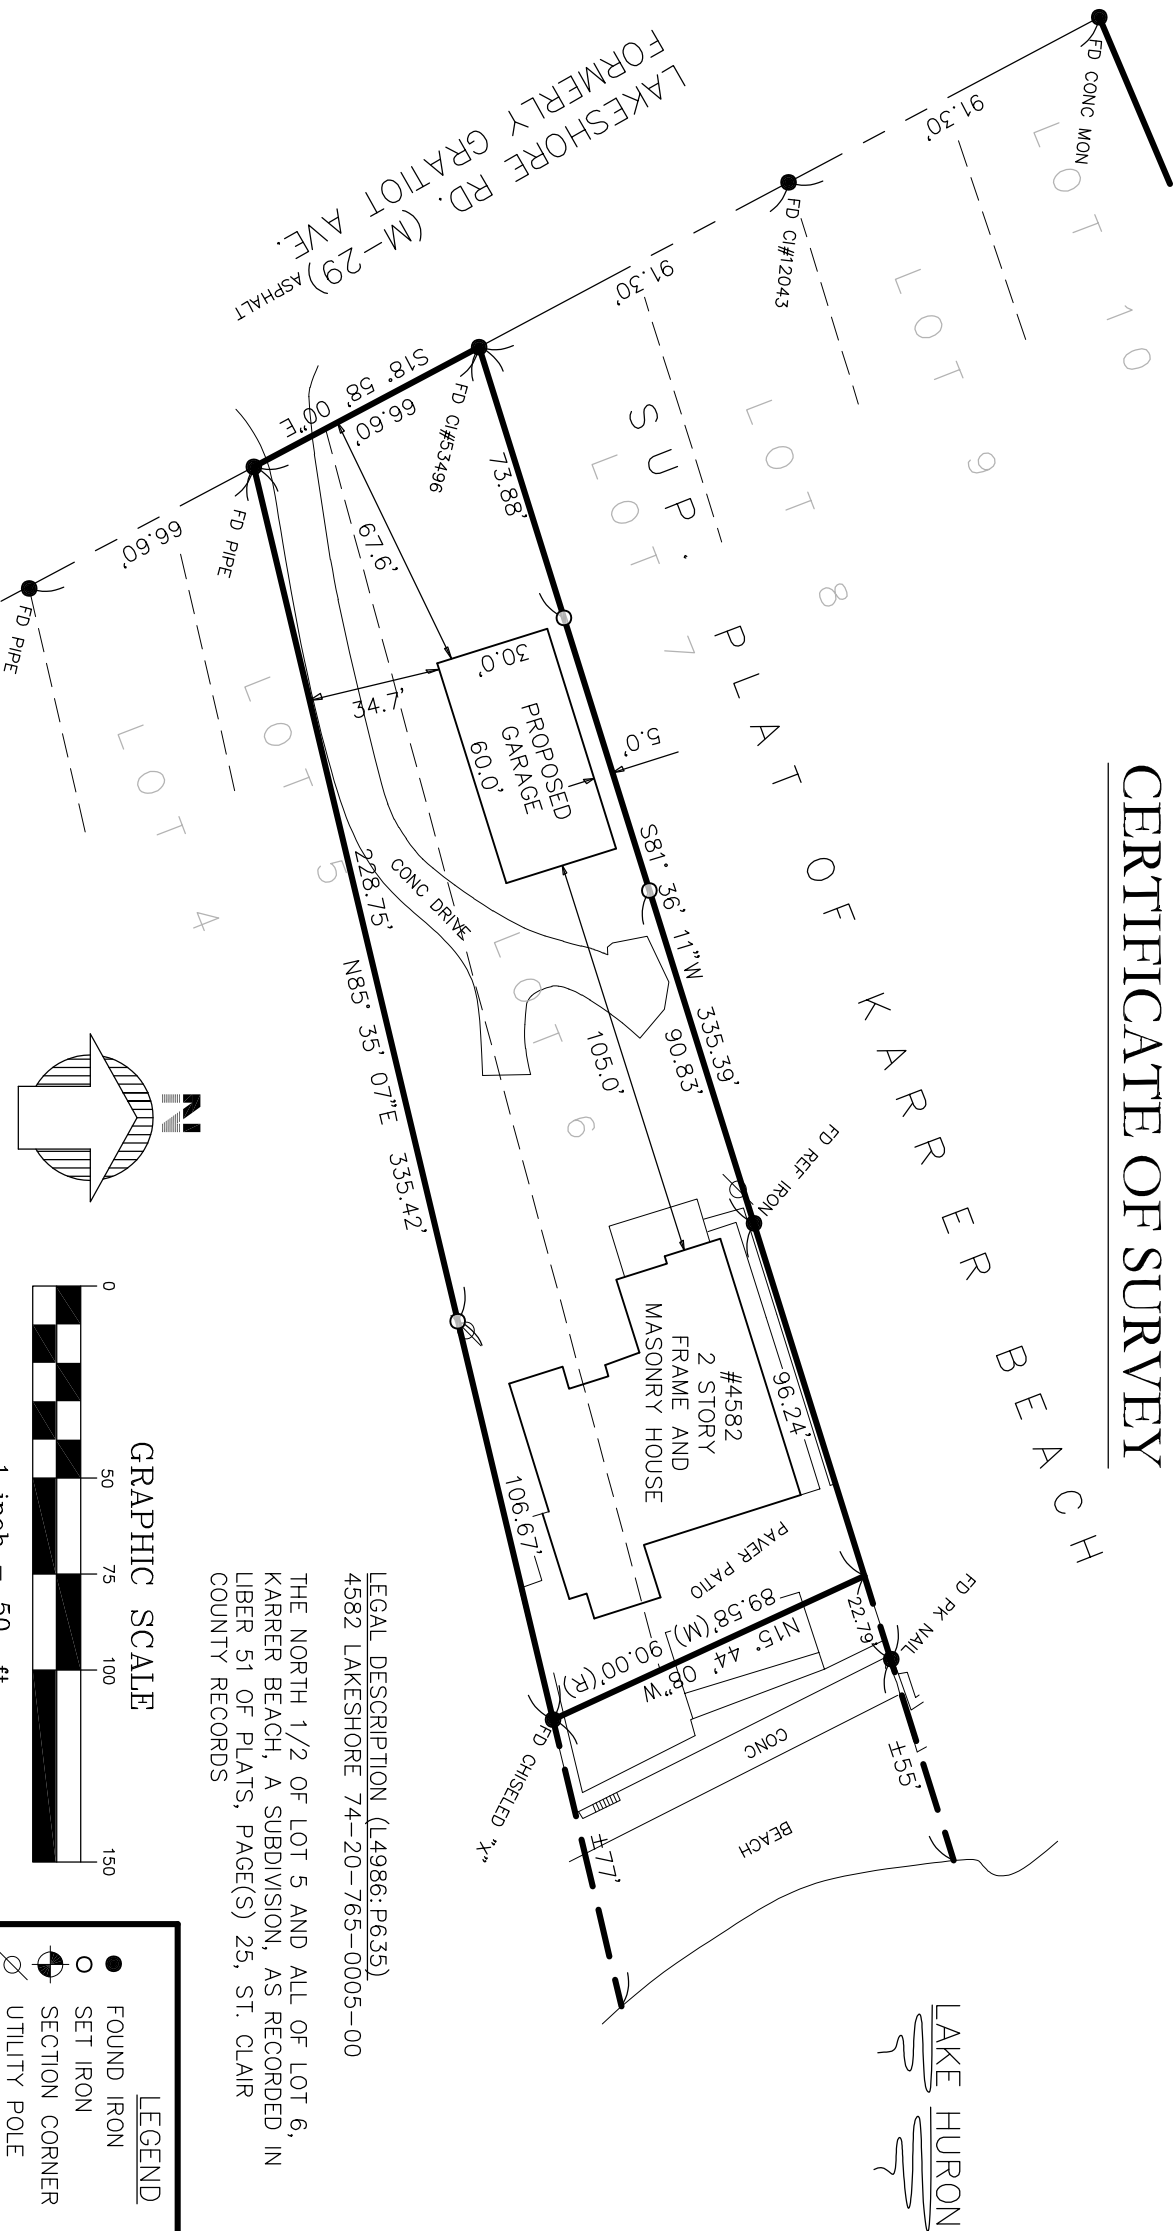 CERTIFICATE OF SURVEY
FD CONC MON
91.30'
LOT 10
FD CI#12043
LOT 9
91.30'
LOT 8
LAKESHORE RD. (M-29) ASPHALT
FORMERLY GRATIOT AVE.
SUP. PLAT OF KARRER BEACH
LOT 7
FD CI#53496
73.88'
S18° 58' 00"E
66.60'
67.6'
FD PIPE
66.60'
FD PIPE
LOT 5
LOT 4
30.0'
PROPOSED
GARAGE
60.0'
34.7'
5.0'
S81° 36' 11"W 335.39'
90.83'
CONC DRIVE
228.75'
N85° 35' 07"E 335.42'
LOT 6
105.0'
FD REF IRON
96.24'
#4582
2 STORY
FRAME AND
MASONRY HOUSE
106.67'
PAVER PATIO
89.58'(M)
90.00'(R)
N15° 44' 08"W
22.79'
FD PK NAIL
±55'
CONC
BEACH
FD CHISELED "X"
±77'
LAKE HURON
LEGAL DESCRIPTION (L4986:P635)
4582 LAKESHORE 74-20-765-0005-00
THE NORTH 1/2 OF LOT 5 AND ALL OF LOT 6,
KARRER BEACH, A SUBDIVISION, AS RECORDED IN
LIBER 51 OF PLATS, PAGE(S) 25, ST. CLAIR
COUNTY RECORDS
N
GRAPHIC SCALE
0 50 75 100 150
1 inch = 50 ft
LEGEND
FOUND IRON
SET IRON
SECTION CORNER
UTILITY POLE